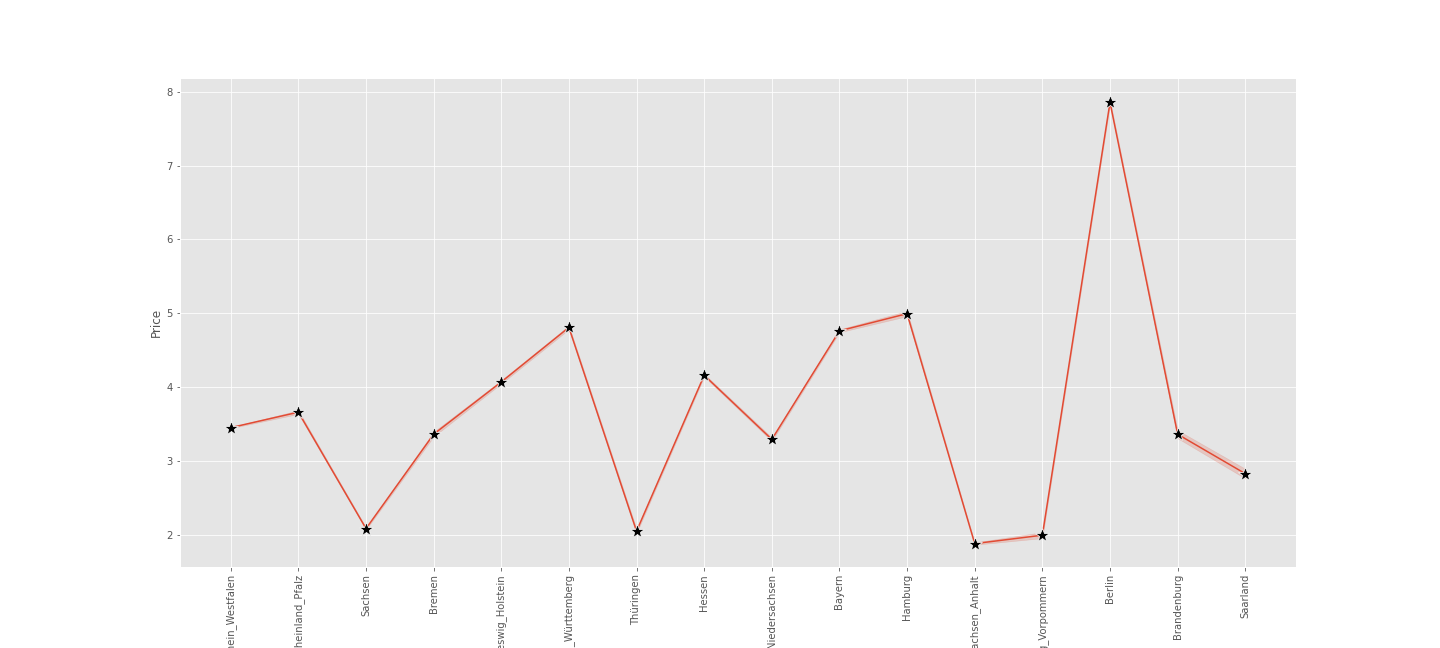 8
7
6
5
4
3
2
Price
hein_Westfalen
heinland_Pfalz
Sachsen
Bremen
eswig_Holstein
_Württemberg
Thüringen
Hessen
Niedersachsen
Bayern
Hamburg
achsen_Anhalt
g_Vorpommern
Berlin
Brandenburg
Saarland